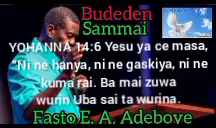 Budeden
Sammai
YOHANNA 14:6 Yesu ya ce masa,
"Ni ne hanya, ni ne gaskiya, ni ne
kuma rai. Ba mai zuwa
wurin Uba sai ta wurina.
Fasto E. A. Adeboye